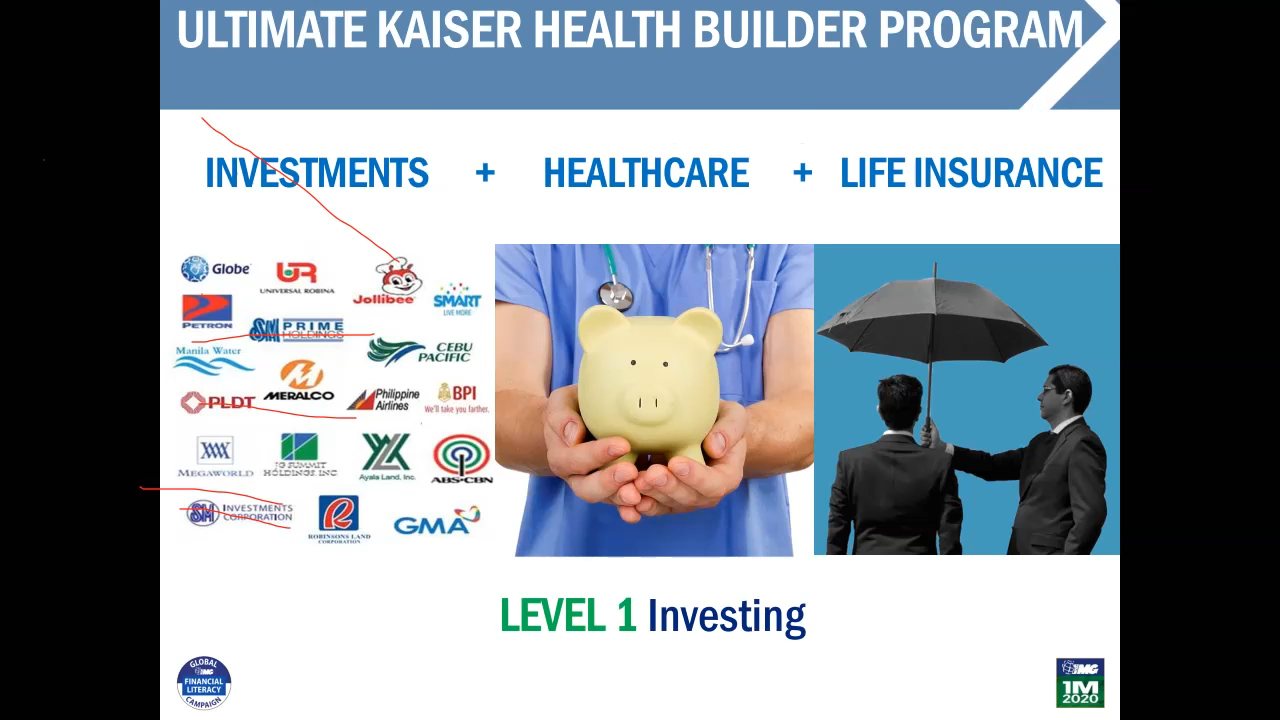 ULTIMATE KAISER HEALTH BUILDER PROGRAM
INVESTMENTS + HEALTHCARE + LIFE INSURANCE
Globe
UNIVERSAL ROBINA
Jollibee
SMART
LIVE MORE
PETRON
SM PRIME
HOLDINGS
Manila Water
CEBU
PACIFIC
MERALCO
PLDT
Philippine
Airlines
BPI
We'll take you farther.
MEGAWORLD
JG SUMMIT
HOLDINGS, INC
Ayala Land, Inc.
ABS-CBN
SM INVESTMENTS
CORPORATION
R
ROBINSONS LAND
CORPORATION
GMA
LEVEL 1 Investing
GLOBAL
IMG
FINANCIAL
LITERACY
CAMPAIGN
IMG
1M
2020